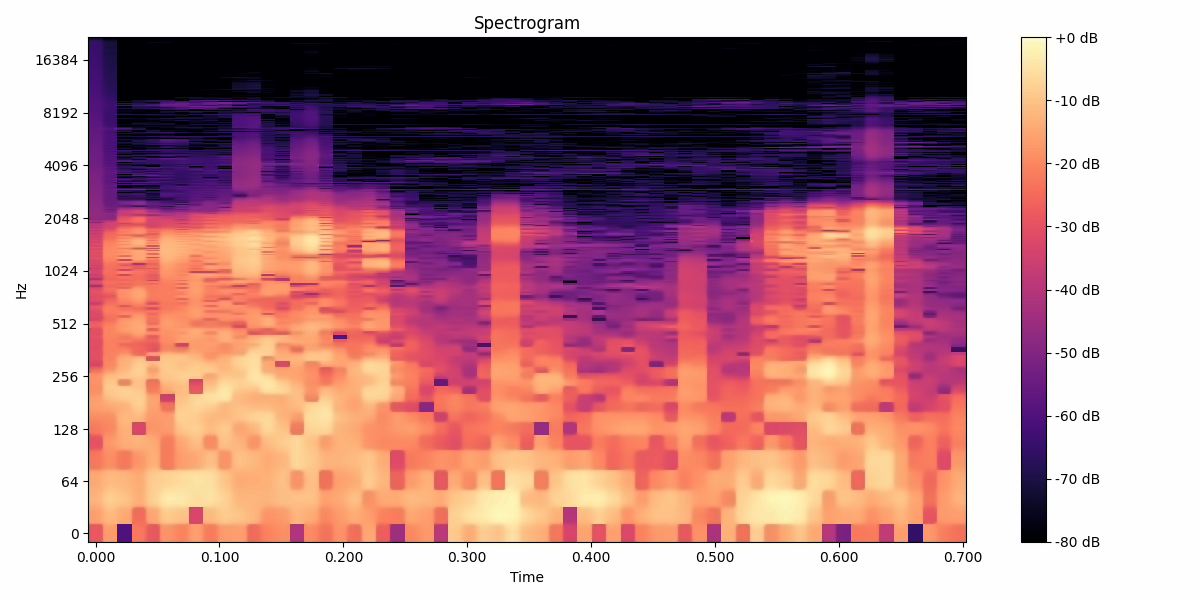 Spectrogram
16384
8192
4096
2048
1024
512
256
128
64
0
Hz
0.000 0.100 0.200 0.300 0.400 0.500 0.600 0.700
Time
+0 dB
-10 dB
-20 dB
-30 dB
-40 dB
-50 dB
-60 dB
-70 dB
-80 dB